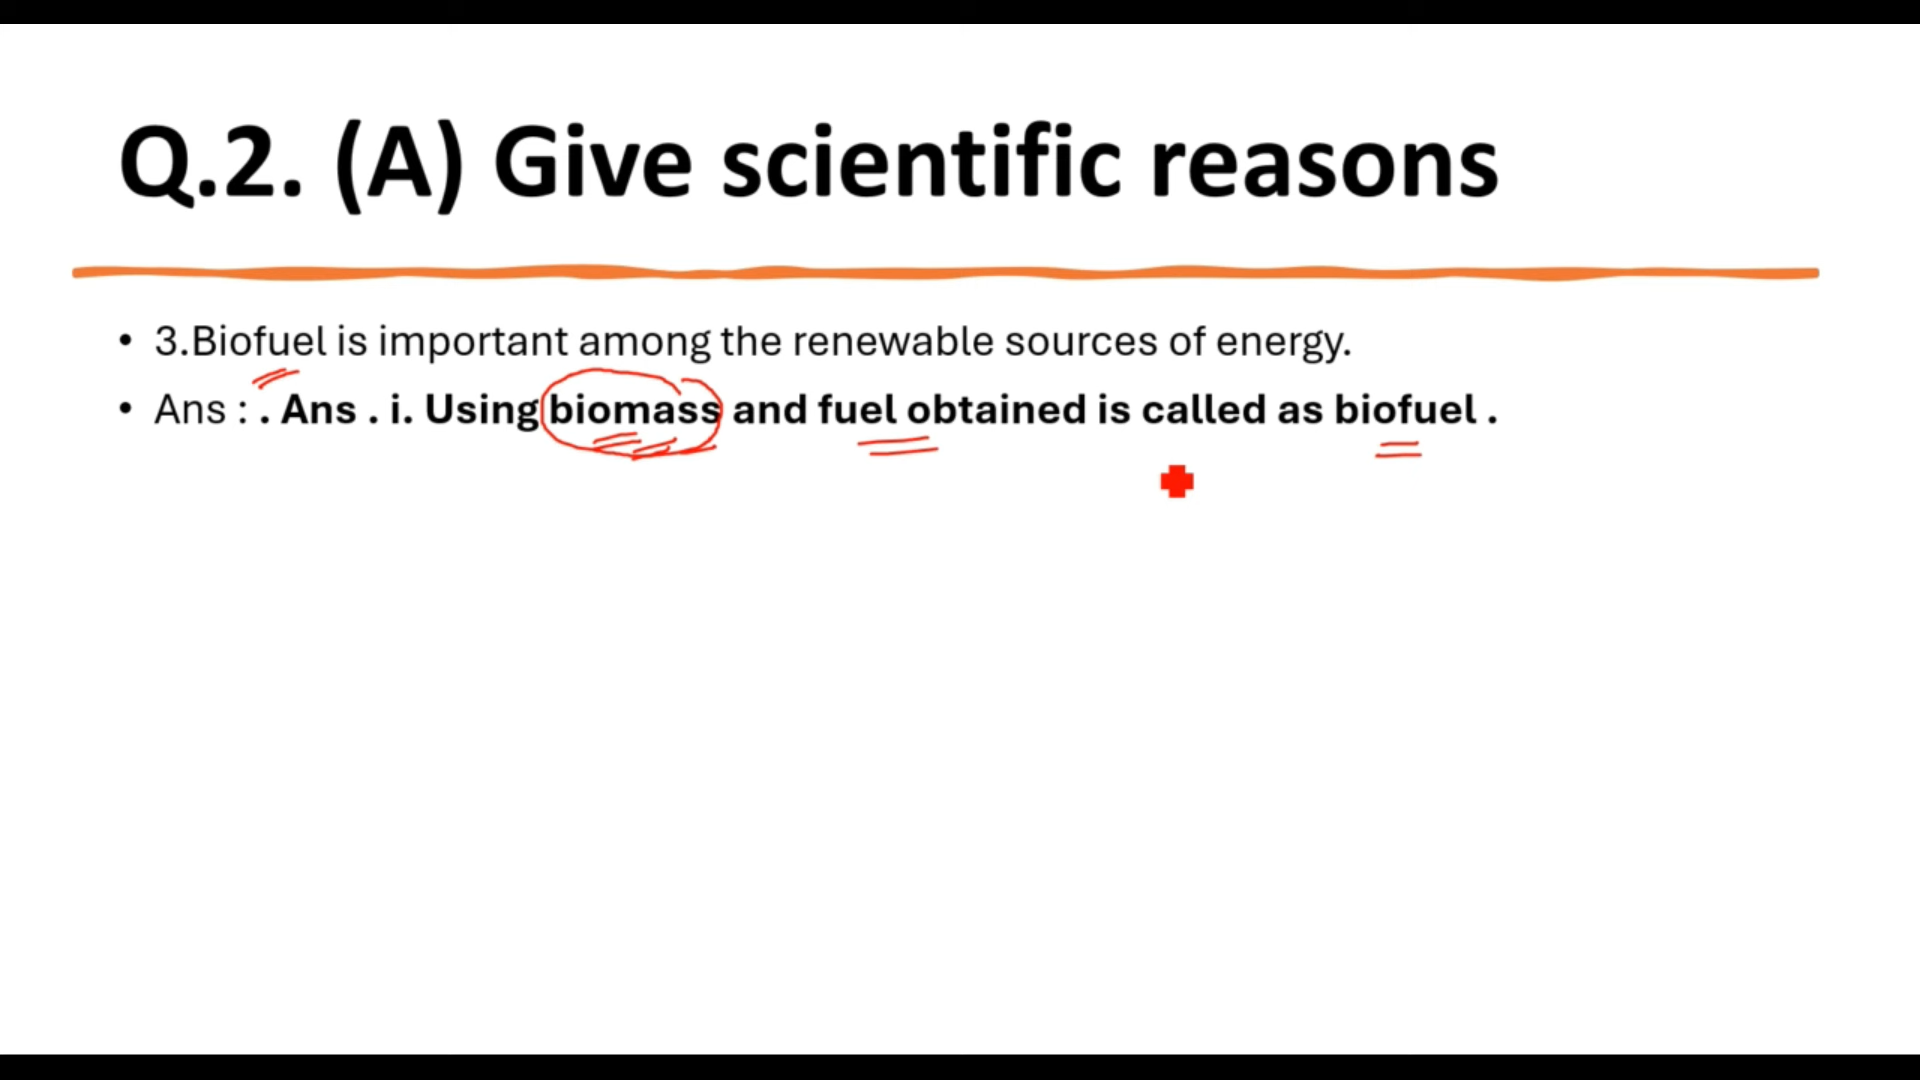 Q.2. (A) Give scientific reasons
• 3.Biofuel is important among the renewable sources of energy.
• Ans : . Ans . i. Using biomass and fuel obtained is called as biofuel .